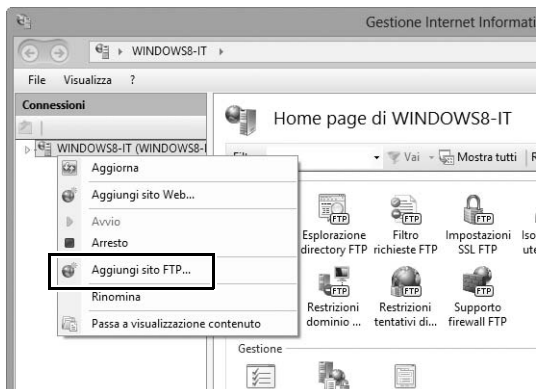 Gestione Internet Informati
WINDOWS8-IT
File Visualizza ?
Connessioni
WINDOWS8-IT (WINDOWS8-I
Aggiorna
Aggiungi sito Web...
Avvio
Arresto
Aggiungi sito FTP...
Rinomina
Passa a visualizzazione contenuto
Home page di WINDOWS8-IT
Vai Mostra tutti
FTP FTP FTP
Esplorazione directory FTP
Filtro richieste FTP
Impostazioni SSL FTP
FTP FTP FTP
Restrizioni dominio ...
Restrizioni tentativi di...
Supporto firewall FTP
Gestione